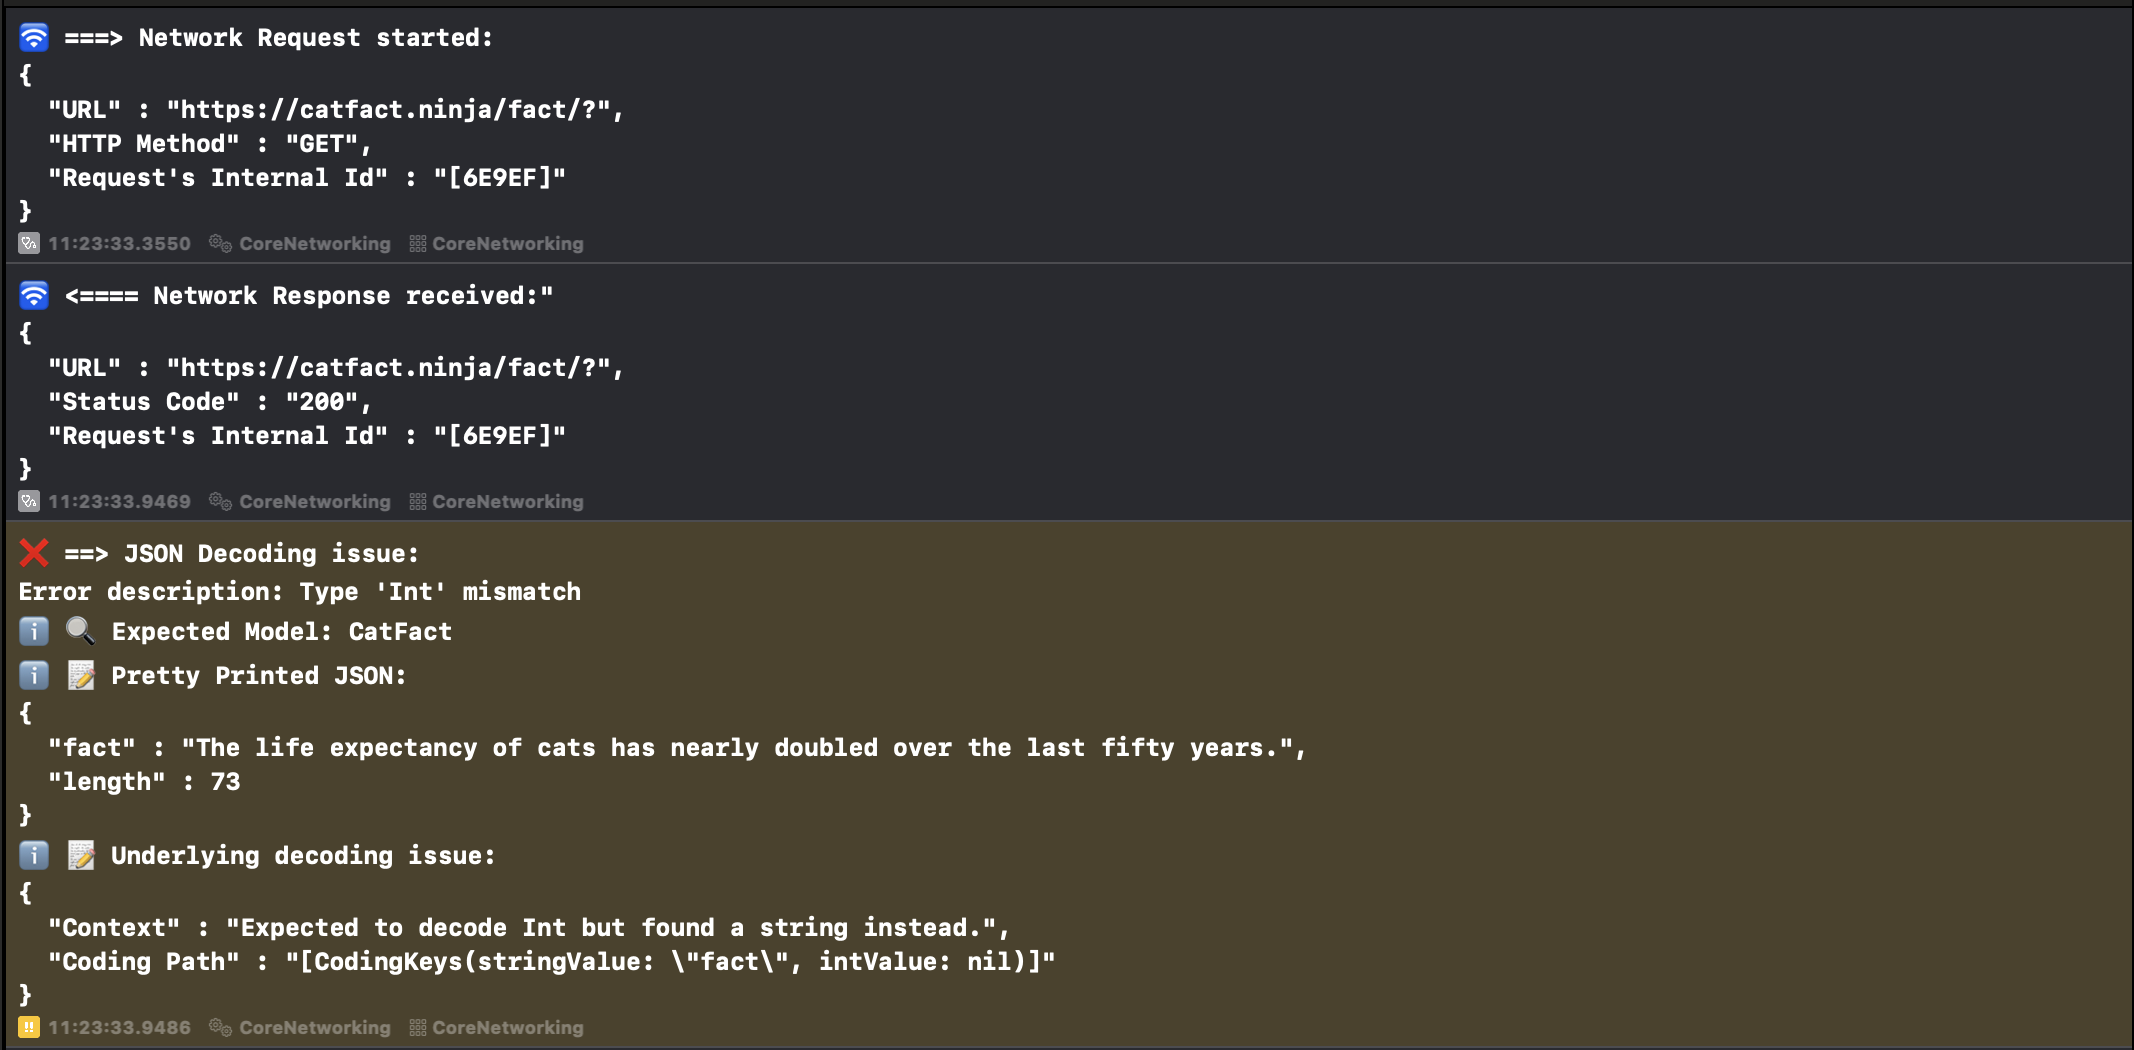 ===> Network Request started:
{
  "URL" : "https://catfact.ninja/fact/?",
  "HTTP Method" : "GET",
  "Request's Internal Id" : "[6E9EF]"
}
11:23:33.3550 CoreNetworking CoreNetworking
<==== Network Response received:"
{
  "URL" : "https://catfact.ninja/fact/?",
  "Status Code" : "200",
  "Request's Internal Id" : "[6E9EF]"
}
11:23:33.9469 CoreNetworking CoreNetworking
❌ ==> JSON Decoding issue:
Error description: Type 'Int' mismatch
ℹ️ 🔍 Expected Model: CatFact
ℹ️ 📝 Pretty Printed JSON:
{
  "fact" : "The life expectancy of cats has nearly doubled over the last fifty years.",
  "length" : 73
}
ℹ️ 📝 Underlying decoding issue:
{
  "Context" : "Expected to decode Int but found a string instead.",
  "Coding Path" : "[CodingKeys(stringValue: \"fact\", intValue: nil)]"
}
11:23:33.9486 CoreNetworking CoreNetworking